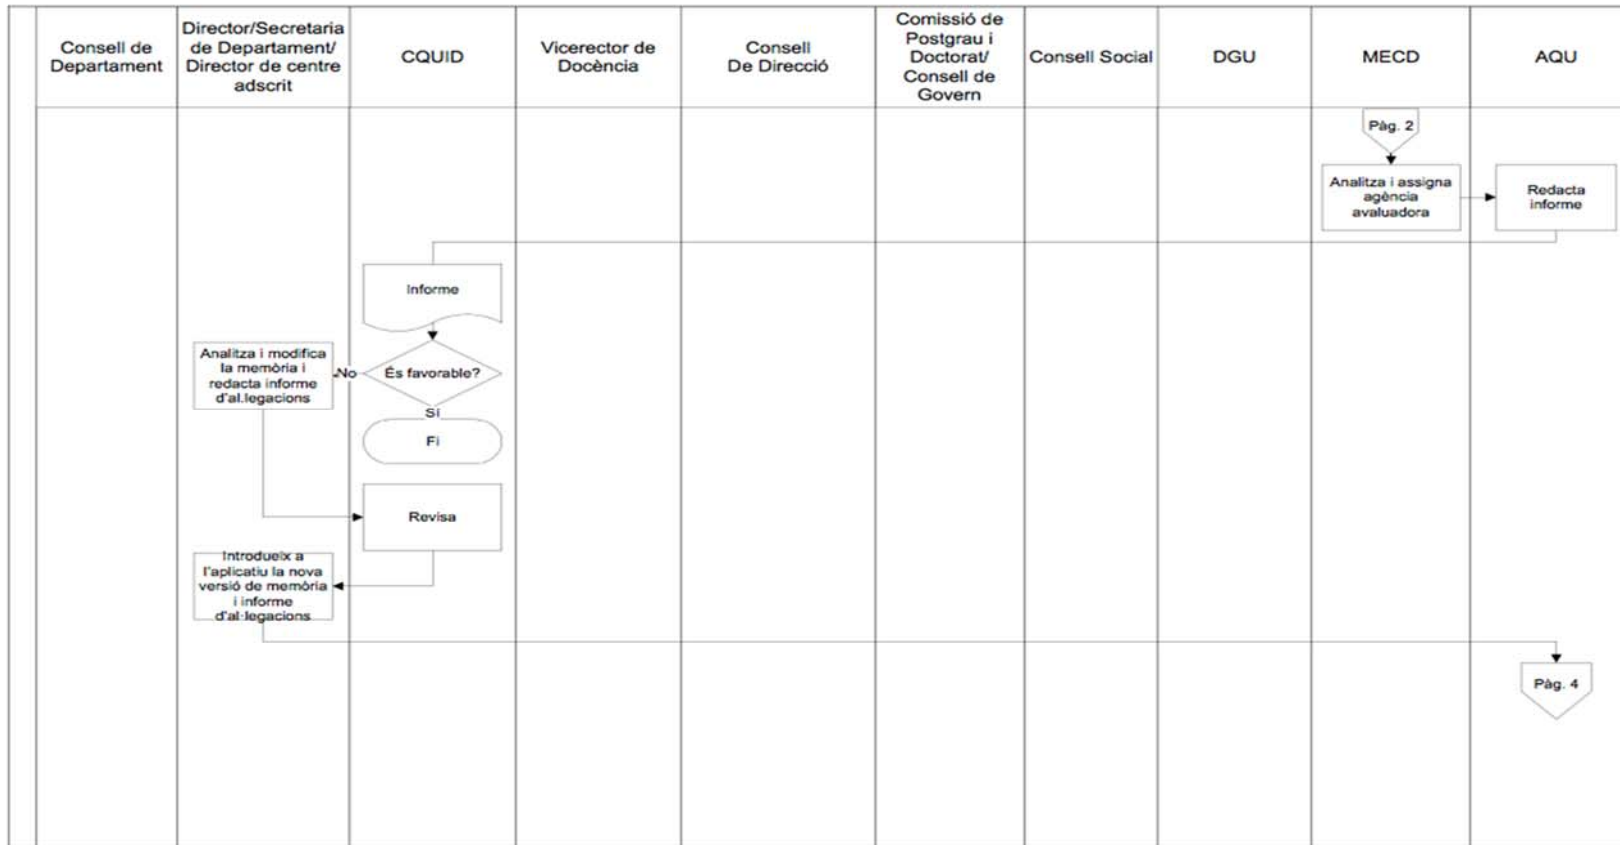 Consell de
Departament
Director/Secretaria
de Departament/
Director de centre
adscrit
CQUID
Vicerector de
Docència
Consell
De Direcció
Comissió de
Postgrau i
Doctorat/
Consell de
Govern
Consell Social
DGU
MECD
AQU
Pàg. 2
Analitza i assigna
agència
avaluadora
Redacta
informe
Informe
Analitza i modifica
la memòria i
redacta informe
d'al.legacions
No
És favorable?
Sí
Fi
Revisa
Introdueix a
l'aplicatiu la nova
versió de memòria
i informe
d'al·legacions
Pàg. 4